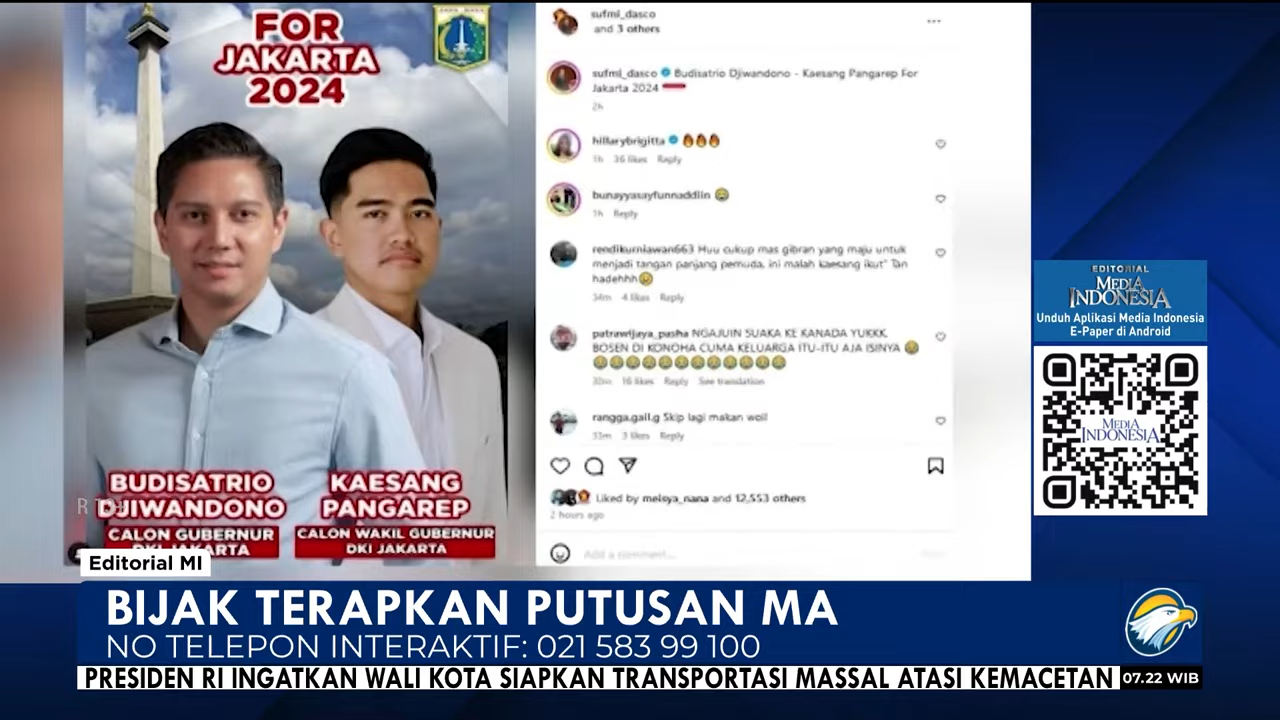 FOR
JAKARTA
2024
BUDISATRIO
DJIWANDONO
CALON GUBERNUR
DKI JAKARTA
KAESANG
PANGAREP
CALON WAKIL GUBERNUR
DKI JAKARTA
sufmi_dasco
and 3 others
sufmi_dasco Budisatrio Djiwandono - Kaesang Pangarep For
Jakarta 2024
2h
hillarybrigitta 🔥🔥🔥
1h 36 likes Reply
bunayyasayfunnaddiin 😂
1h Reply
rendikurniawan663 Huu cukup mas gibran yang maju untuk
menjadi tangan panjang pemuda, ini malah kaesang ikut" Tan
hadehhh😂
34m 4 likes Reply
patrawijaya_pasha NGAJUIN SUAKA KE KANADA YUKKK
BOSEN DI KONOHA CUMA KELUARGA ITU-ITU AJA ISINYA 😂
😂😂😂😂😂😂😂😂😂😂😂😂
30m 16 likes Reply See translation
rangga.gali.g Skip lagi makan woii
33m 3 likes Reply
Liked by meisya_nana and 12,553 others
2 hours ago
Add a comment...
EDITORIAL
MEDIA
INDONESIA
Unduh Aplikasi Media Indonesia
E-Paper di Android
MEDIA
INDONESIA
Editorial MI
BIJAK TERAPKAN PUTUSAN MA
NO TELEPON INTERAKTIF: 021 583 99 100
PRESIDEN RI INGATKAN WALI KOTA SIAPKAN TRANSPORTASI MASSAL ATASI KEMACETAN
07.22 WIB